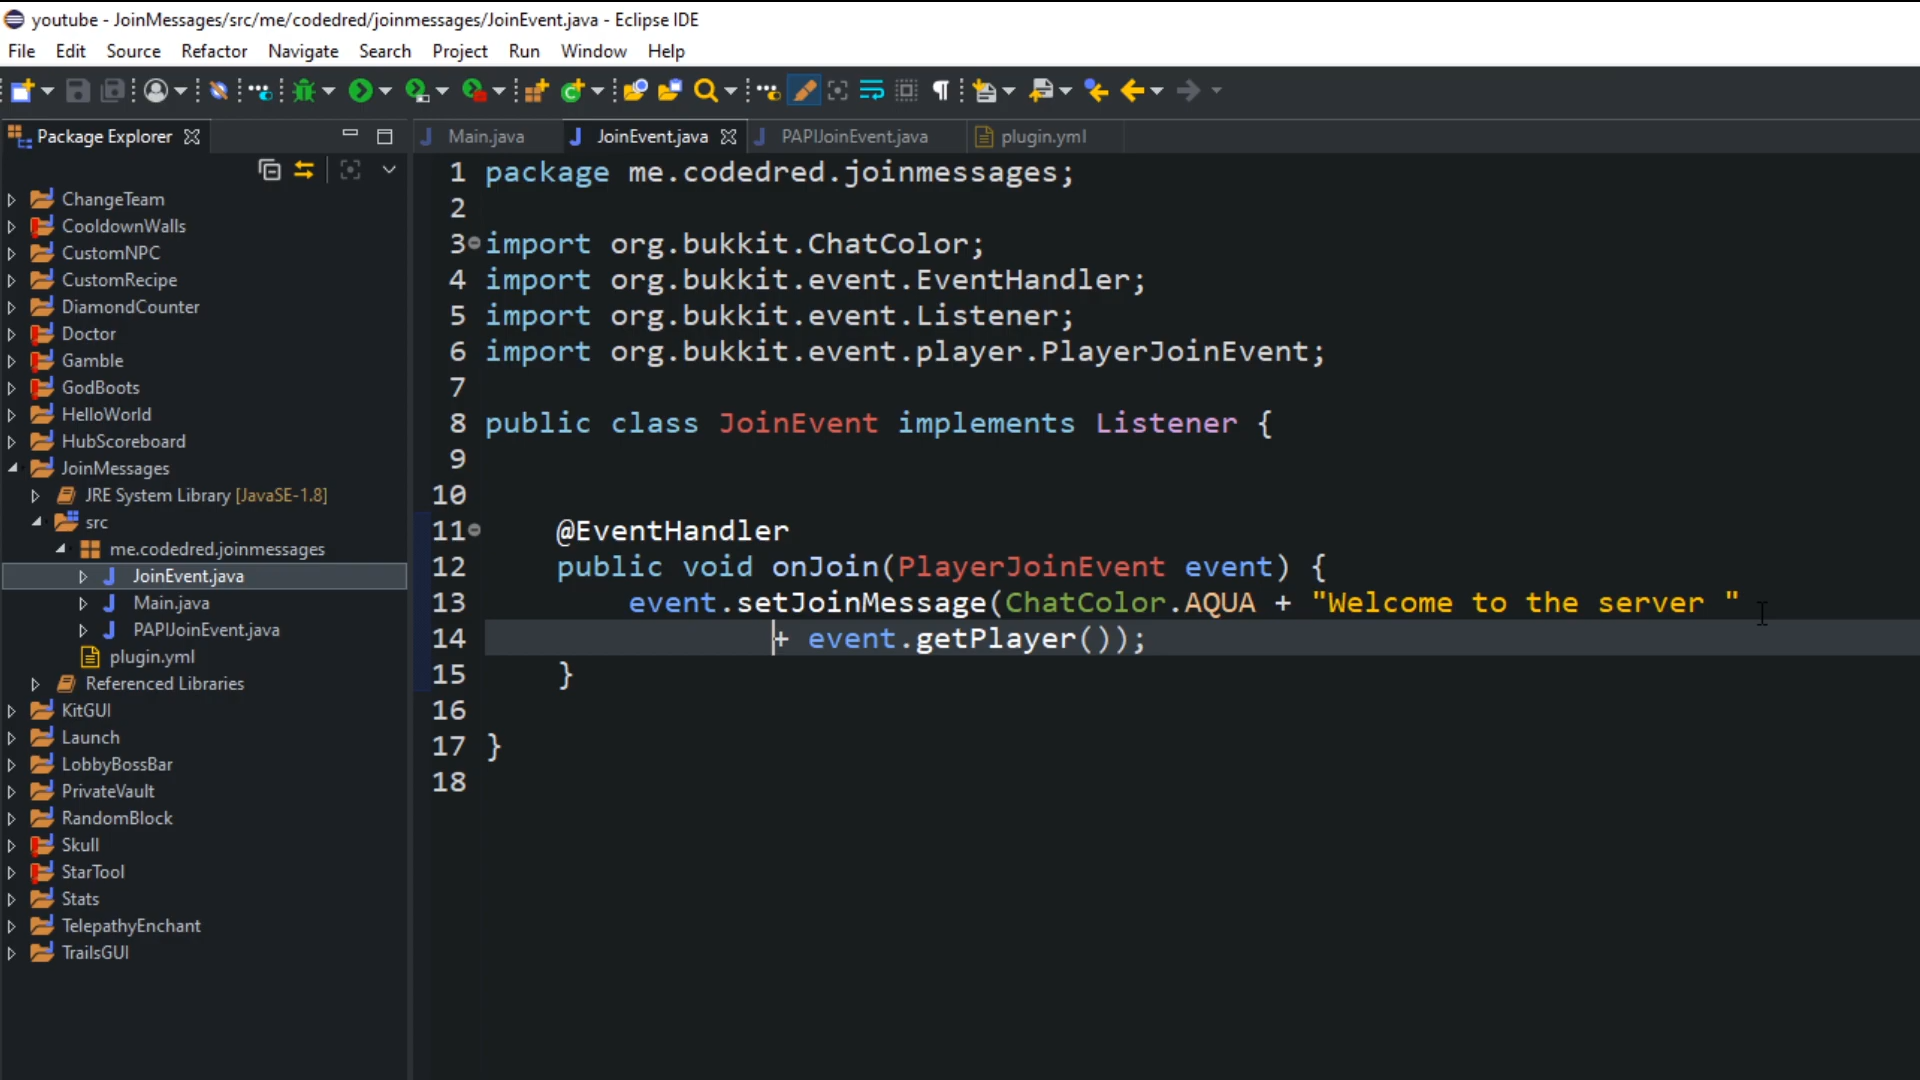 youtube - JoinMessages/src/me/codedred/joinmessages/JoinEvent.java - Eclipse IDE
File Edit Source Refactor Navigate Search Project Run Window Help
Package Explorer
Main.java JoinEvent.java PAPIJoinEvent.java plugin.yml
ChangeTeam
CooldownWalls
CustomNPC
CustomRecipe
DiamondCounter
Doctor
Gamble
GodBoots
HelloWorld
HubScoreboard
JoinMessages
JRE System Library [JavaSE-1.8]
src
me.codedred.joinmessages
JoinEvent.java
Main.java
PAPIJoinEvent.java
plugin.yml
Referenced Libraries
KitGUI
Launch
LobbyBossBar
PrivateVault
RandomBlock
Skull
StarTool
Stats
TelepathyEnchant
TrailsGUI
1 package me.codedred.joinmessages;
2
3 import org.bukkit.ChatColor;
4 import org.bukkit.event.EventHandler;
5 import org.bukkit.event.Listener;
6 import org.bukkit.event.player.PlayerJoinEvent;
7
8 public class JoinEvent implements Listener {
9
10
11 @EventHandler
12 public void onJoin(PlayerJoinEvent event) {
13 event.setJoinMessage(ChatColor.AQUA + "Welcome to the server "
14 + event.getPlayer());
15 }
16
17 }
18